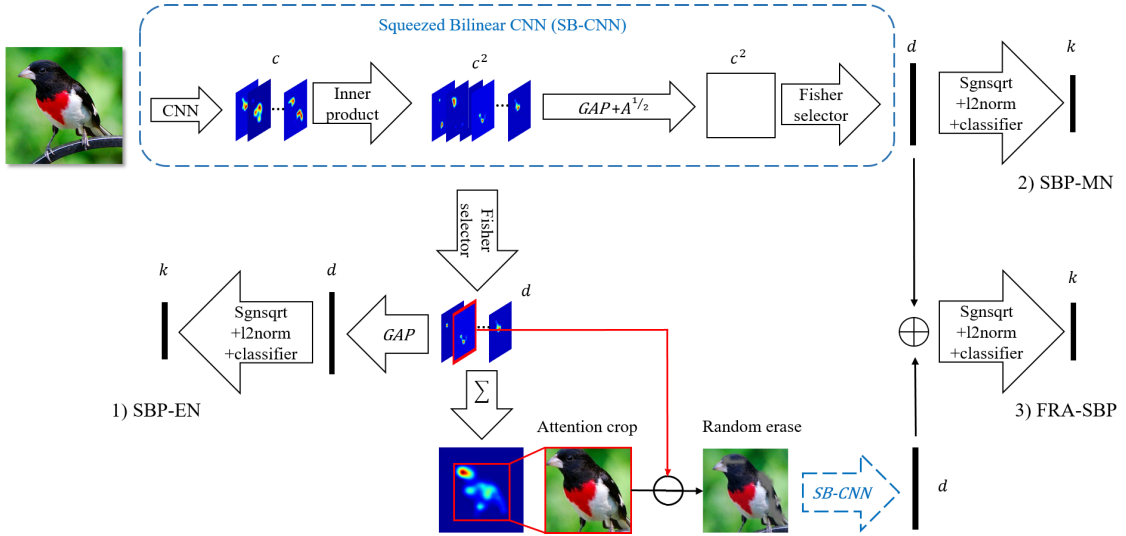 Squeezed Bilinear CNN (SB-CNN)
c
c²
c²
d
k
CNN
Inner
product
GAP+A^{1/2}
Fisher
selector
Sgnsqrt
+l2norm
+classifier
2) SBP-MN
Fisher
selector
k
d
d
k
Sgnsqrt
+l2norm
+classifier
GAP
Sgnsqrt
+l2norm
+classifier
1) SBP-EN
∑
3) FRA-SBP
Attention crop
Random erase
SB-CNN
d